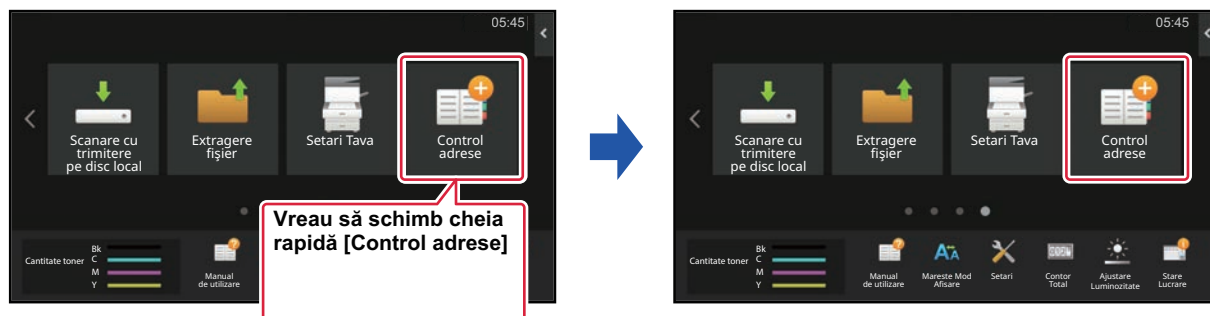 05:45
Scanare cu
trimitere
pe disc local
Extragere
fişier
Setari Tava
Control
adrese
Vreau să schimb cheia
rapidă [Control adrese]
Cantitate toner
Bk
C
M
Y
Manual
de utilizare
05:45
Scanare cu
trimitere
pe disc local
Extragere
fişier
Setari Tava
Control
adrese
Cantitate toner
Bk
C
M
Y
Manual
de utilizare
Mareste Mod
Afisare
Setari
Contor
Total
Ajustare
Luminozitate
Stare
Lucrare